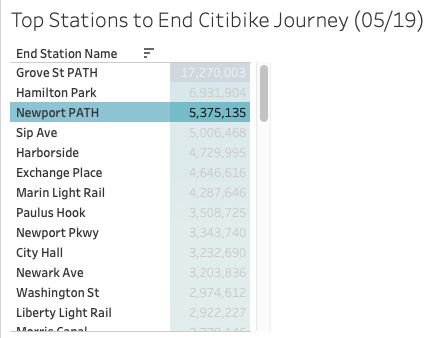 Top Stations to End Citibike Journey (05/19)
End Station Name
Grove St PATH 17,270,003
Hamilton Park 6,931,904
Newport PATH 5,375,135
Sip Ave 5,006,468
Harborside 4,729,995
Exchange Place 4,646,616
Marin Light Rail 4,287,646
Paulus Hook 3,508,725
Newport Pkwy 3,343,740
City Hall 3,232,690
Newark Ave 3,203,836
Washington St 2,974,612
Liberty Light Rail 2,922,227
Morris Canal